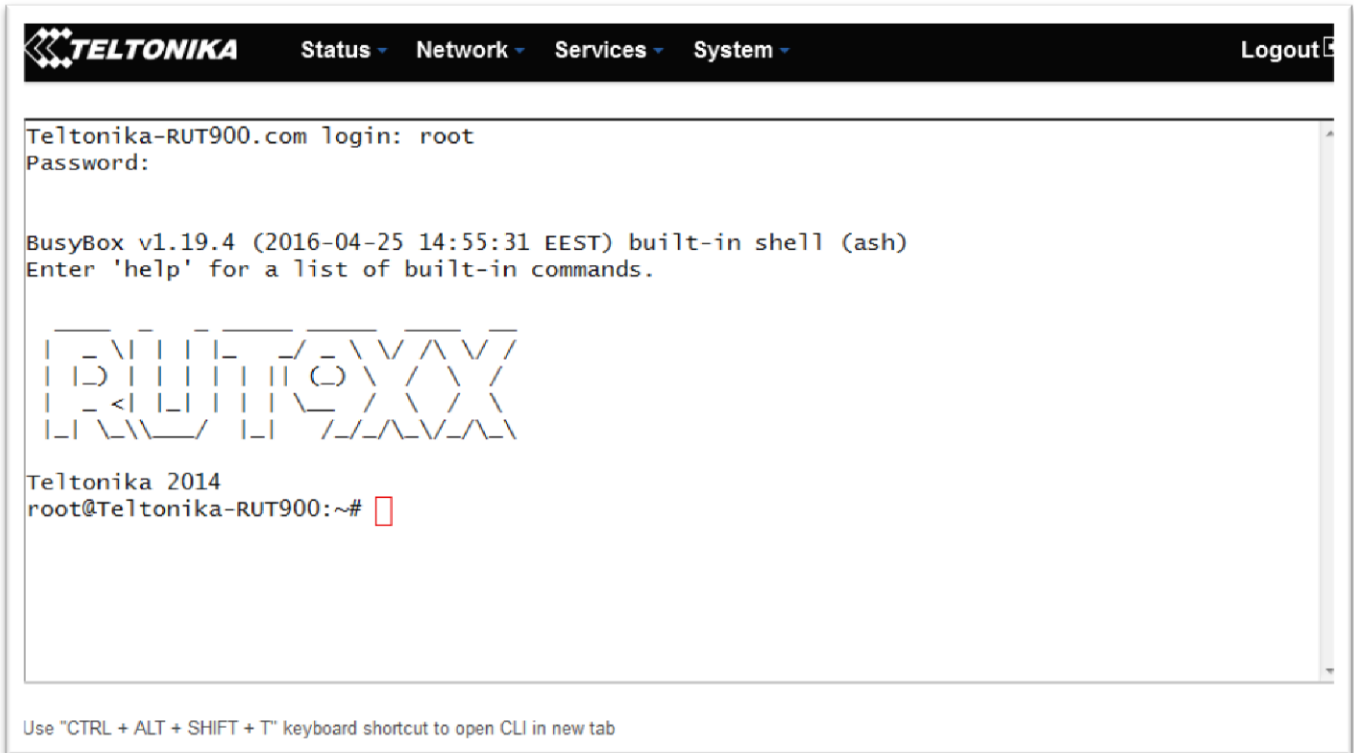 TELTONIKA Status Network Services System Logout
Teltonika-RUT900.com login: root
Password:
BusyBox v1.19.4 (2016-04-25 14:55:31 EEST) built-in shell (ash)
Enter 'help' for a list of built-in commands.
RUT9XX
Teltonika 2014
root@Teltonika-RUT900:~#
Use "CTRL + ALT + SHIFT + T" keyboard shortcut to open CLI in new tab